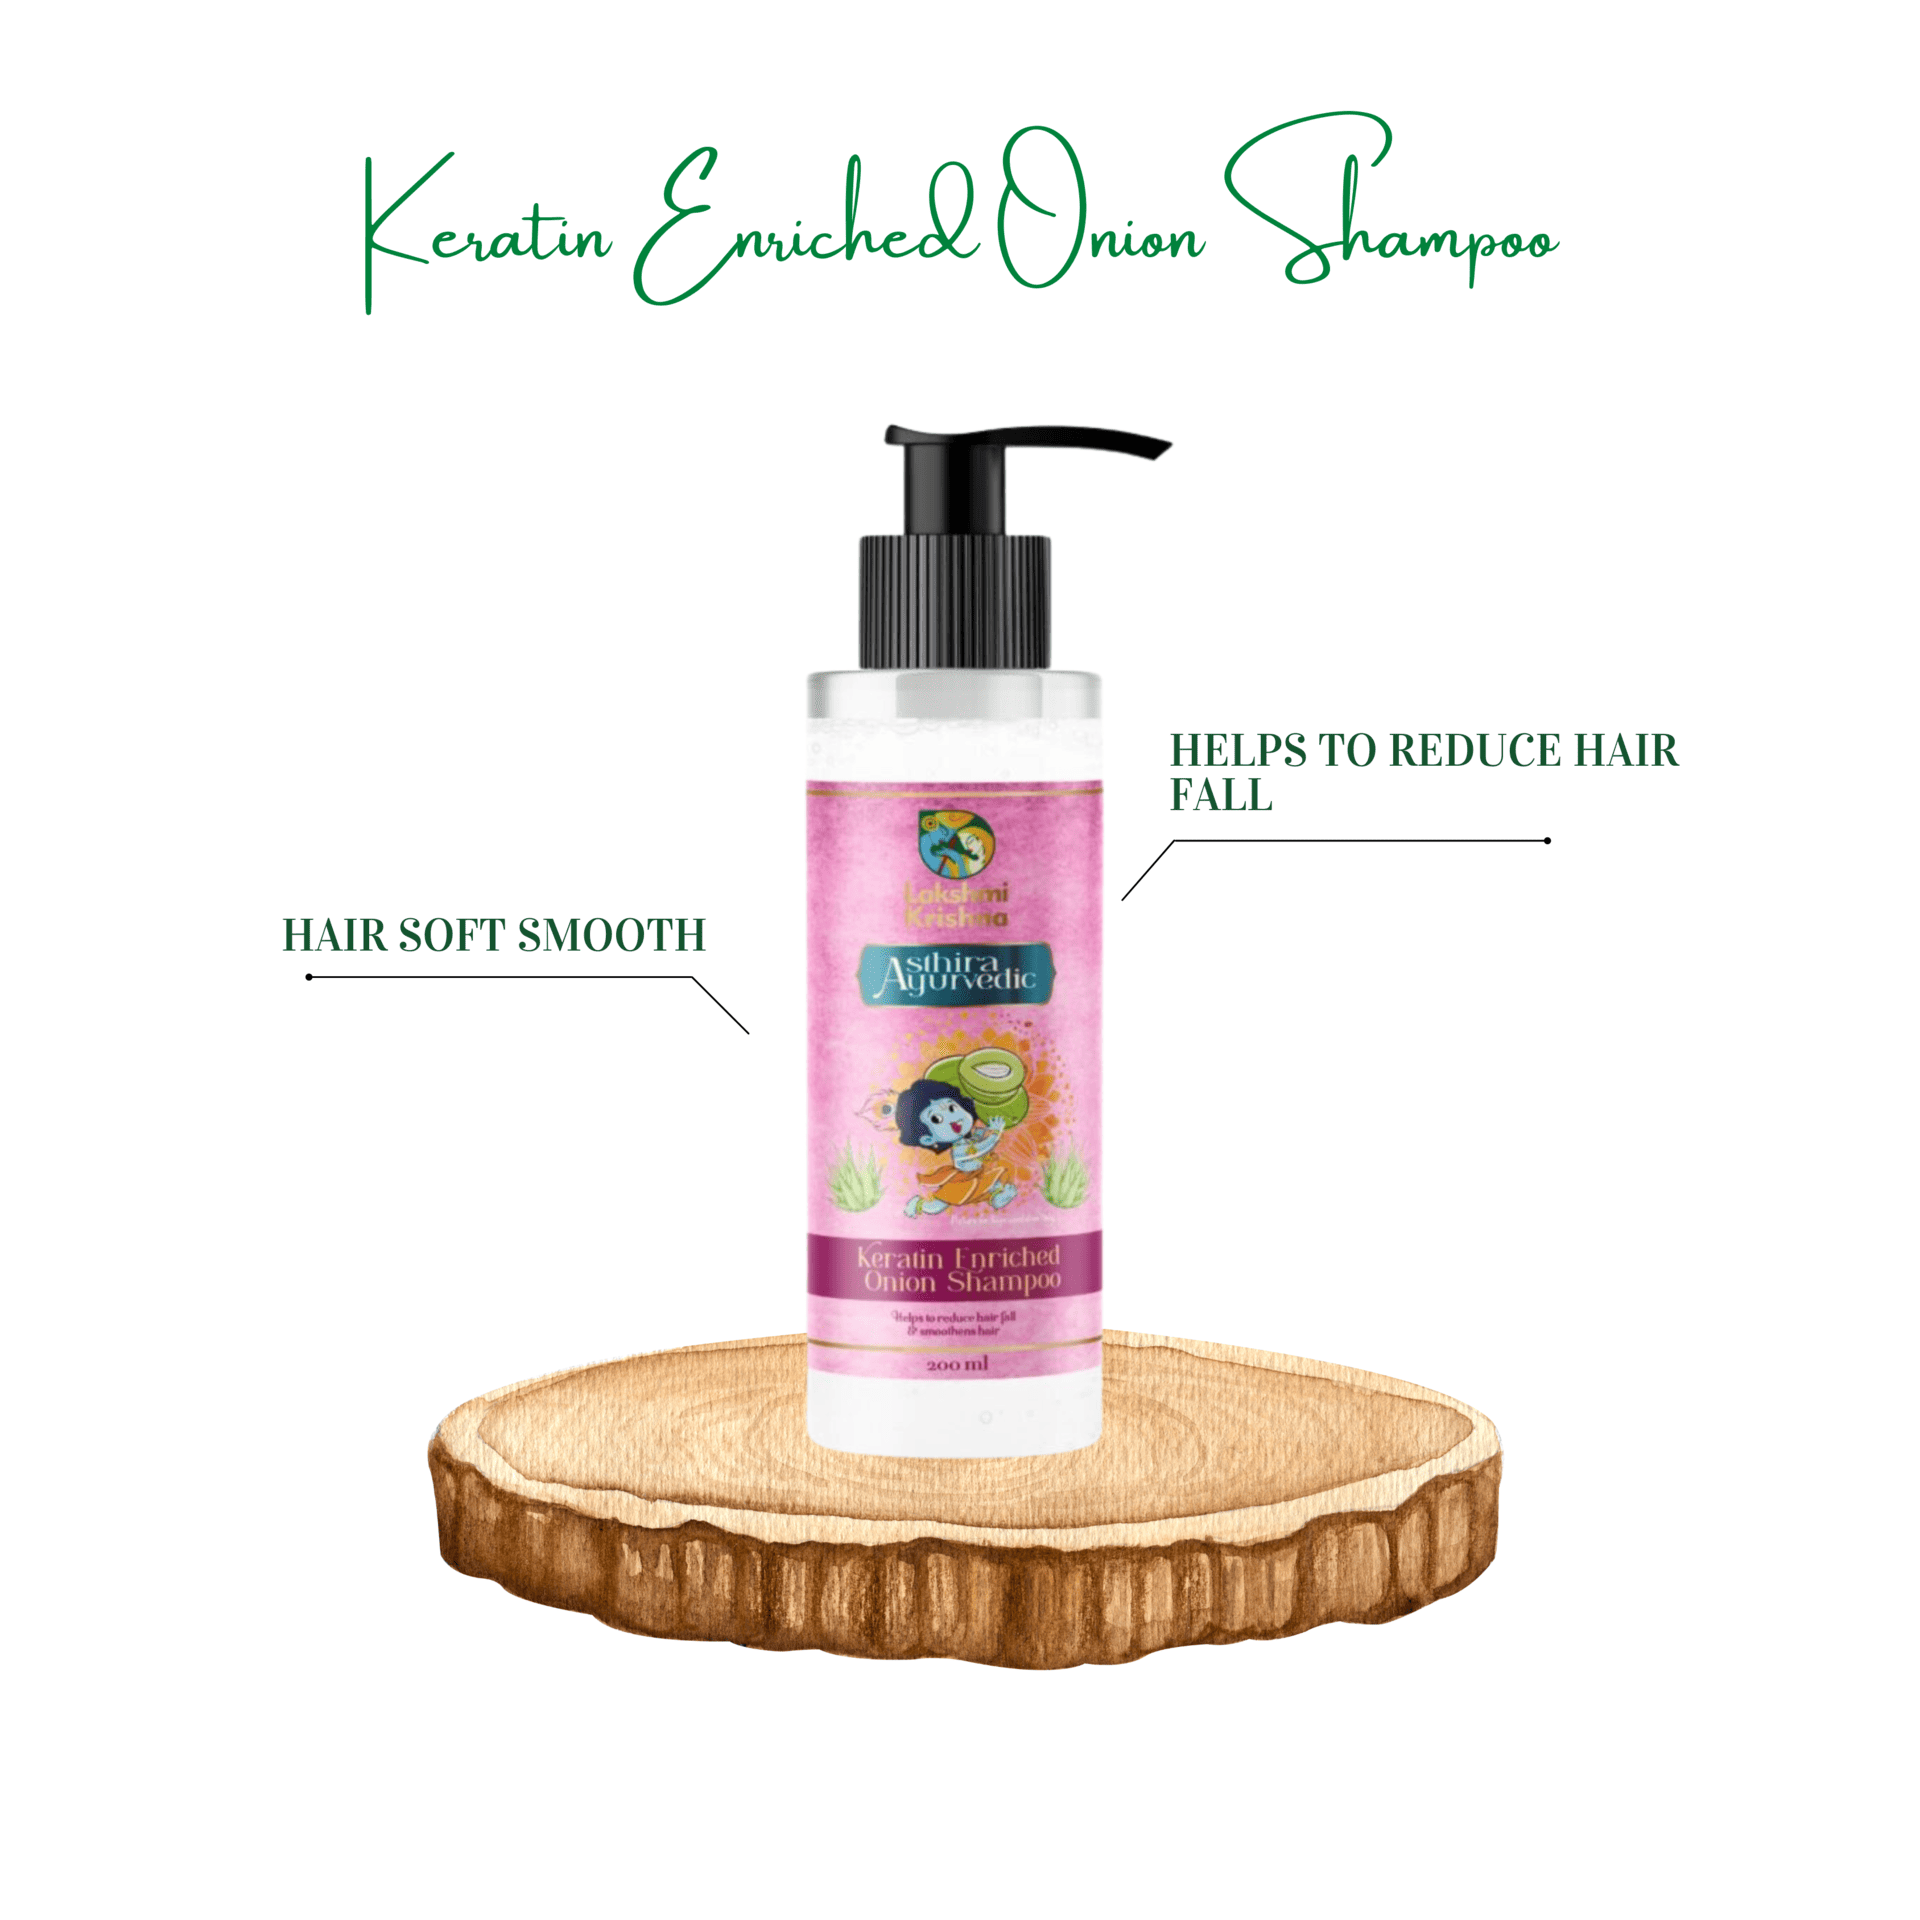 Keratin Enriched Onion Shampoo
HELPS TO REDUCE HAIR
FALL
HAIR SOFT SMOOTH
Lakshmi
Krishna
Asthira
Ayurvedic
Keratin Enriched
Onion Shampoo
Helps to reduce hair fall
& smoothens hair
200 ml